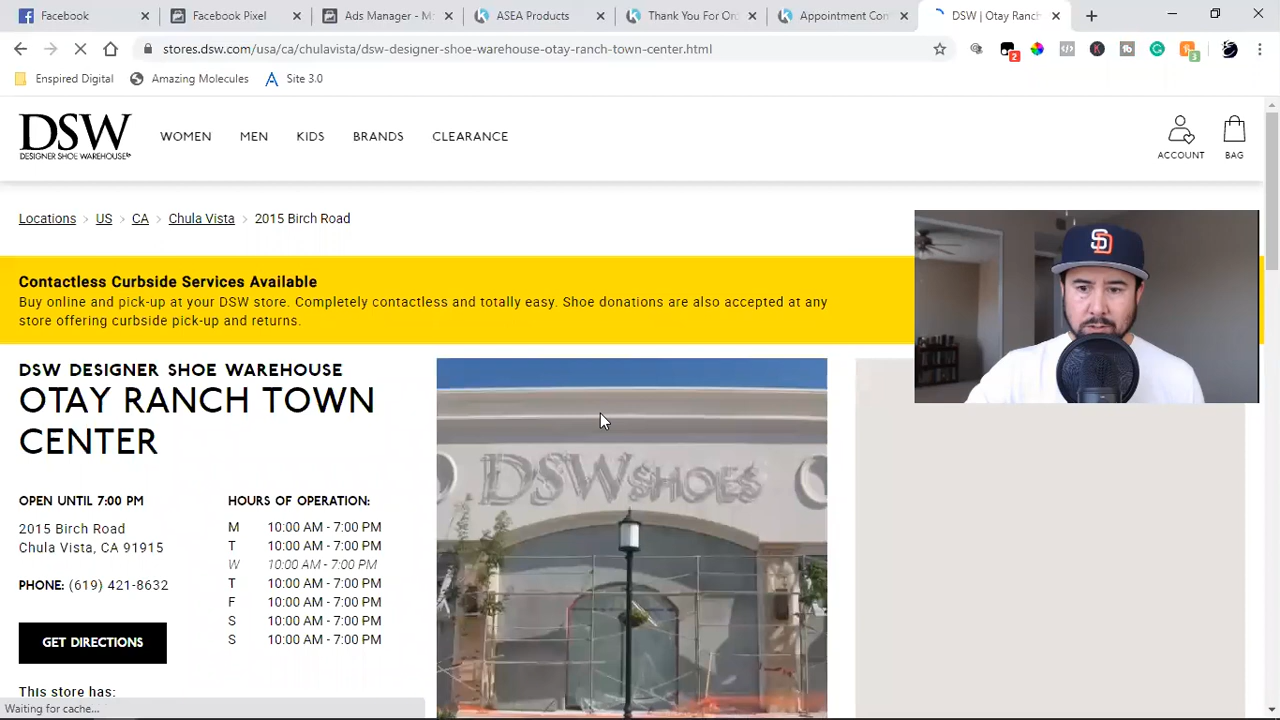 Facebook
Facebook Pixel
Ads Manager - M
ASEA Products
Thank You For Or
Appointment Con
DSW | Otay Ranch
stores.dsw.com/usa/ca/chulavista/dsw-designer-shoe-warehouse-otay-ranch-town-center.html
2
3
Enspired Digital
Amazing Molecules
Site 3.0
DSW
DESIGNER SHOE WAREHOUSE
WOMEN
MEN
KIDS
BRANDS
CLEARANCE
ACCOUNT
BAG
Locations > US > CA > Chula Vista > 2015 Birch Road
Contactless Curbside Services Available
Buy online and pick-up at your DSW store. Completely contactless and totally easy. Shoe donations are also accepted at any
store offering curbside pick-up and returns.
SD
DSW DESIGNER SHOE WAREHOUSE
OTAY RANCH TOWN
CENTER
OPEN UNTIL 7:00 PM
2015 Birch Road
Chula Vista, CA 91915
PHONE: (619) 421-8632
GET DIRECTIONS
This store has:
HOURS OF OPERATION:
M 10:00 AM - 7:00 PM
T 10:00 AM - 7:00 PM
W 10:00 AM - 7:00 PM
T 10:00 AM - 7:00 PM
F 10:00 AM - 7:00 PM
S 10:00 AM - 7:00 PM
S 10:00 AM - 7:00 PM
DSW SHOES
Waiting for cache...